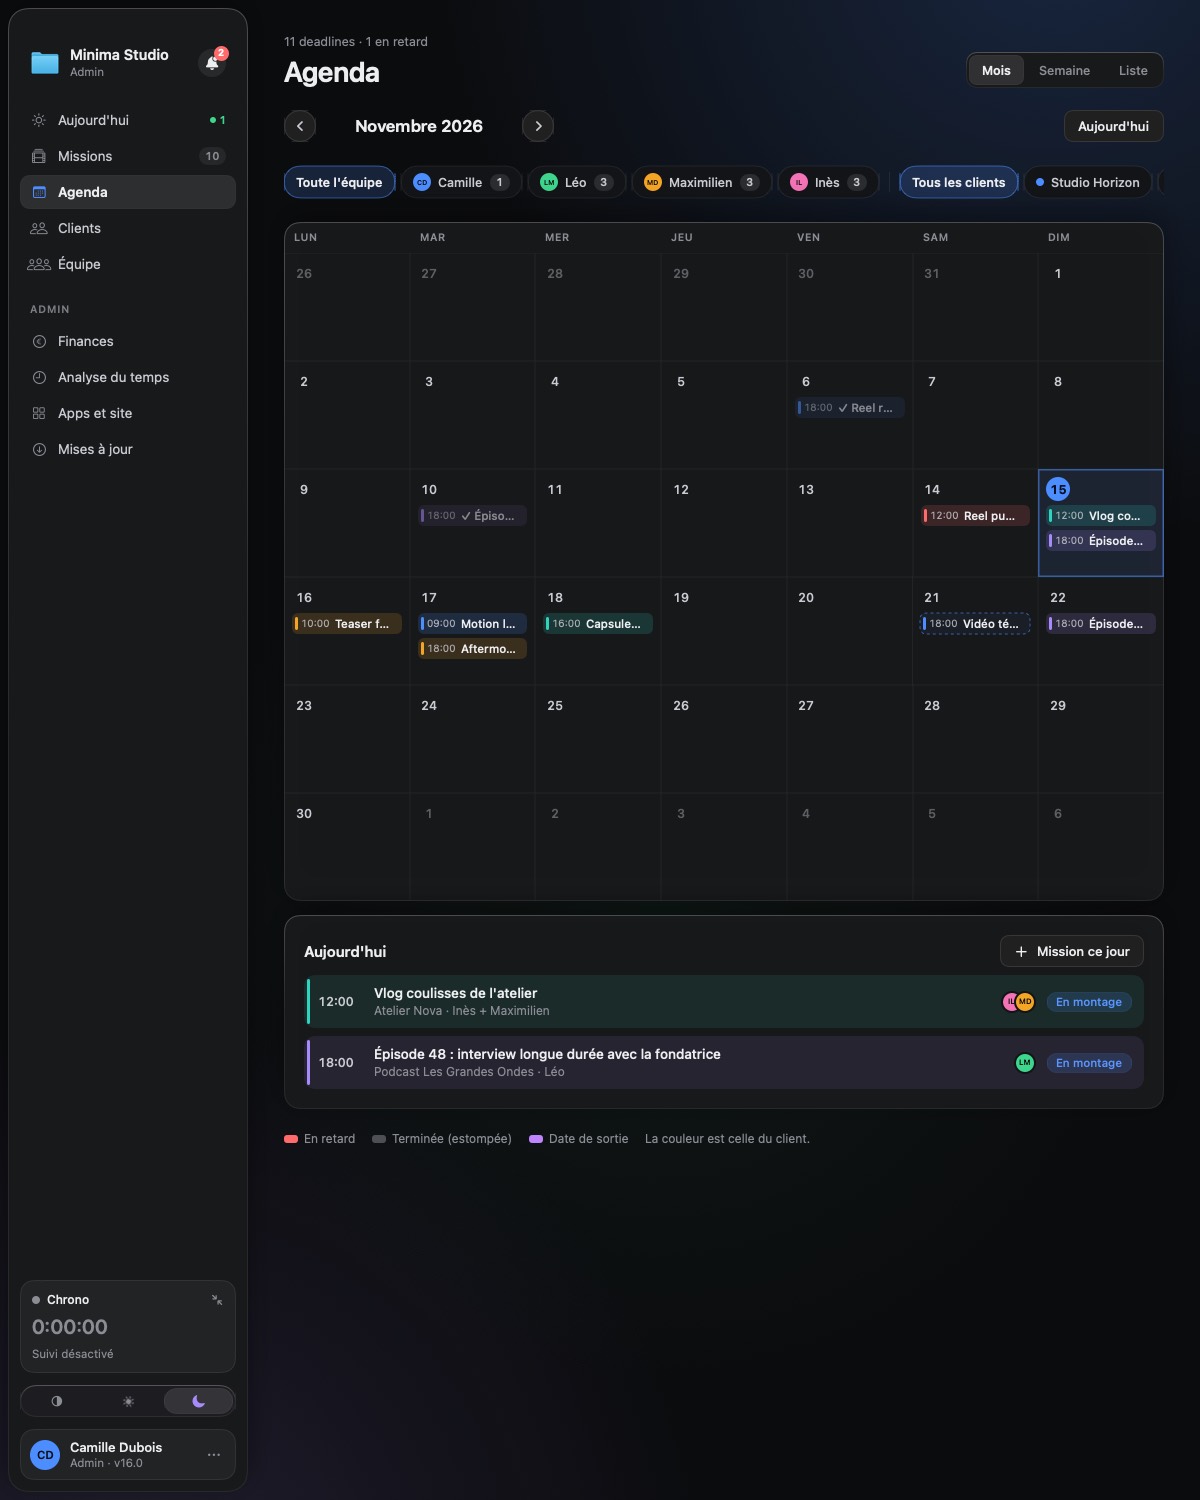 Minima Studio
Admin
2
Aujourd'hui
1
Missions
10
Agenda
Clients
Équipe
ADMIN
Finances
Analyse du temps
Apps et site
Mises à jour
Chrono
0:00:00
Suivi désactivé
CD
Camille Dubois
Admin · v16.0
11 deadlines · 1 en retard
Agenda
Mois Semaine Liste
Novembre 2026
Aujourd'hui
Toute l'équipe CD Camille 1 LM Léo 3 MD Maximilien 3 IL Inès 3 Tous les clients Studio Horizon
LUN MAR MER JEU VEN SAM DIM
26 27 28 29 30 31 1
2 3 4 5 6 7 8
18:00 ✓ Reel r...
9 10 11 12 13 14 15
18:00 ✓ Épiso... 12:00 Reel pu... 12:00 Vlog co...
18:00 Épisode...
16 17 18 19 20 21 22
10:00 Teaser f... 09:00 Motion l... 16:00 Capsule... 18:00 Vidéo té... 18:00 Épisode...
18:00 Aftermo...
23 24 25 26 27 28 29
30 1 2 3 4 5 6
Aujourd'hui
+ Mission ce jour
12:00 Vlog coulisses de l'atelier
Atelier Nova · Inès + Maximilien
IL MD En montage
18:00 Épisode 48 : interview longue durée avec la fondatrice
Podcast Les Grandes Ondes · Léo
LM En montage
En retard Terminée (estompée) Date de sortie La couleur est celle du client.